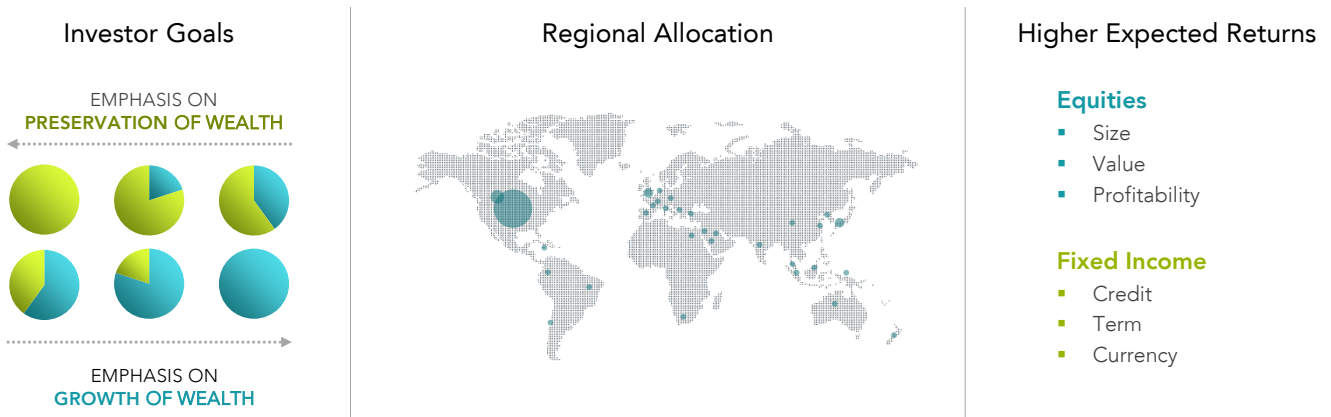 Investor Goals
EMPHASIS ON
PRESERVATION OF WEALTH
EMPHASIS ON
GROWTH OF WEALTH
Regional Allocation
Higher Expected Returns
Equities
▪ Size
▪ Value
▪ Profitability
Fixed Income
▪ Credit
▪ Term
▪ Currency